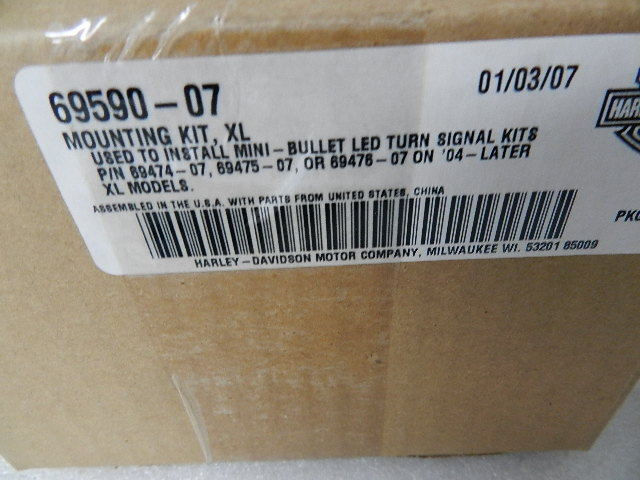 69590-07
01/03/07
HAR
MOUNTING KIT, XL
USED TO INSTALL MINI-BULLET LED TURN SIGNAL KITS
P/N 69474-07, 69475-07, OR 69476-07 ON '04-LATER
XL MODELS.
ASSEMBLED IN THE U.S.A. WITH PARTS FROM UNITED STATES, CHINA
HARLEY-DAVIDSON MOTOR COMPANY, MILWAUKEE WI. 53201 85009